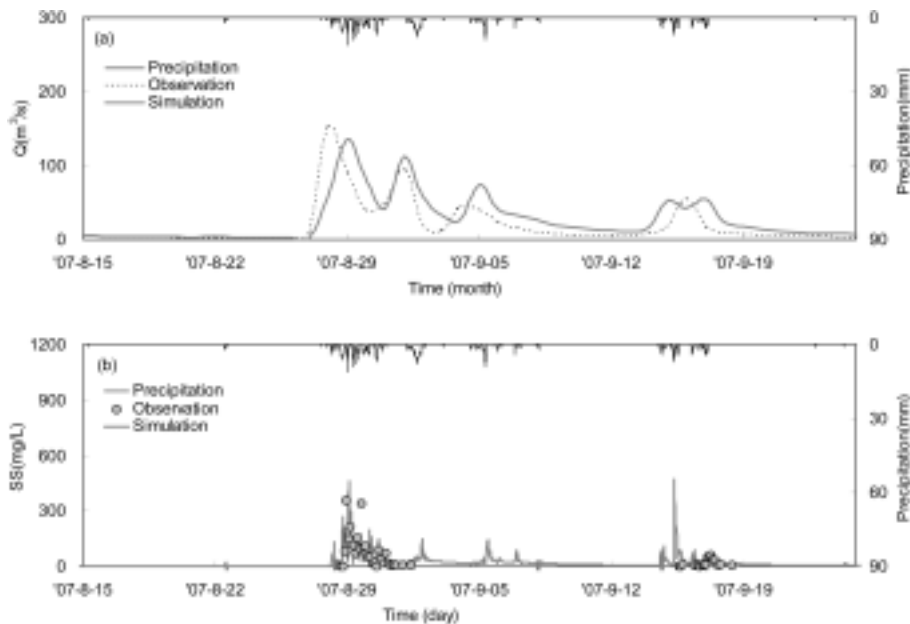 300
0
(a)
Precipitation
Observation
Simulation
200
30
Q(m³/s)
Precipitation(mm)
100
60
0
90
'07-8-15
'07-8-22
'07-8-29
'07-9-05
'07-9-12
'07-9-19
Time (month)
1200
0
(b)
Precipitation
Observation
Simulation
900
30
SS(mg/L)
Precipitation(mm)
600
60
300
0
90
'07-8-15
'07-8-22
'07-8-29
'07-9-05
'07-9-12
'07-9-19
Time (day)